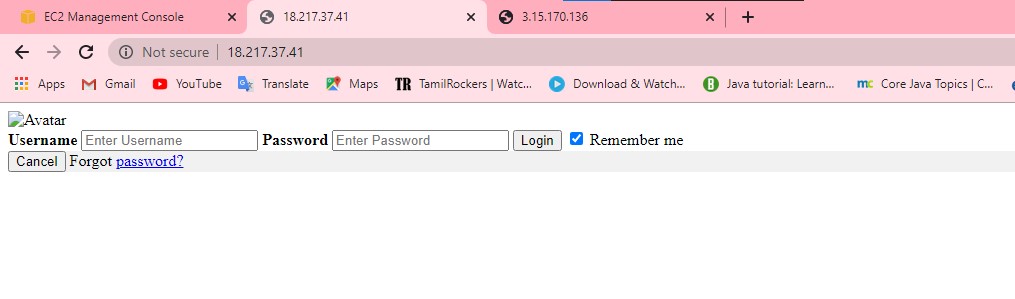 EC2 Management Console 18.217.37.41 3.15.170.136
Not secure 18.217.37.41
Apps Gmail YouTube Translate Maps TR TamilRockers | Watc... Download & Watch... Java tutorial: Learn... mc Core Java Topics | C...
Avatar
Username Enter Username Password Enter Password Login Remember me
Cancel Forgot password?